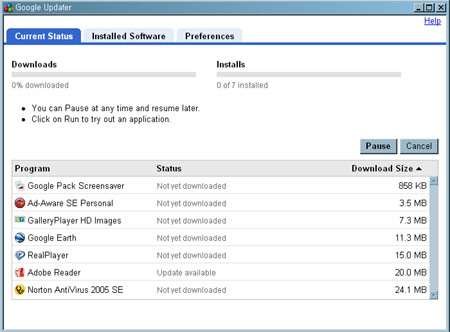 Google Updater
Help
Current Status Installed Software Preferences
Downloads Installs
0% downloaded 0 of 7 installed
• You can Pause at any time and resume later.
• Click on Run to try out an application.
Pause Cancel
Program Status Download Size
Google Pack Screensaver Not yet downloaded 858 KB
Ad-Aware SE Personal Not yet downloaded 3.5 MB
GalleryPlayer HD Images Not yet downloaded 7.3 MB
Google Earth Not yet downloaded 11.3 MB
RealPlayer Not yet downloaded 15.0 MB
Adobe Reader Update available 20.0 MB
Norton AntiVirus 2005 SE Not yet downloaded 24.1 MB